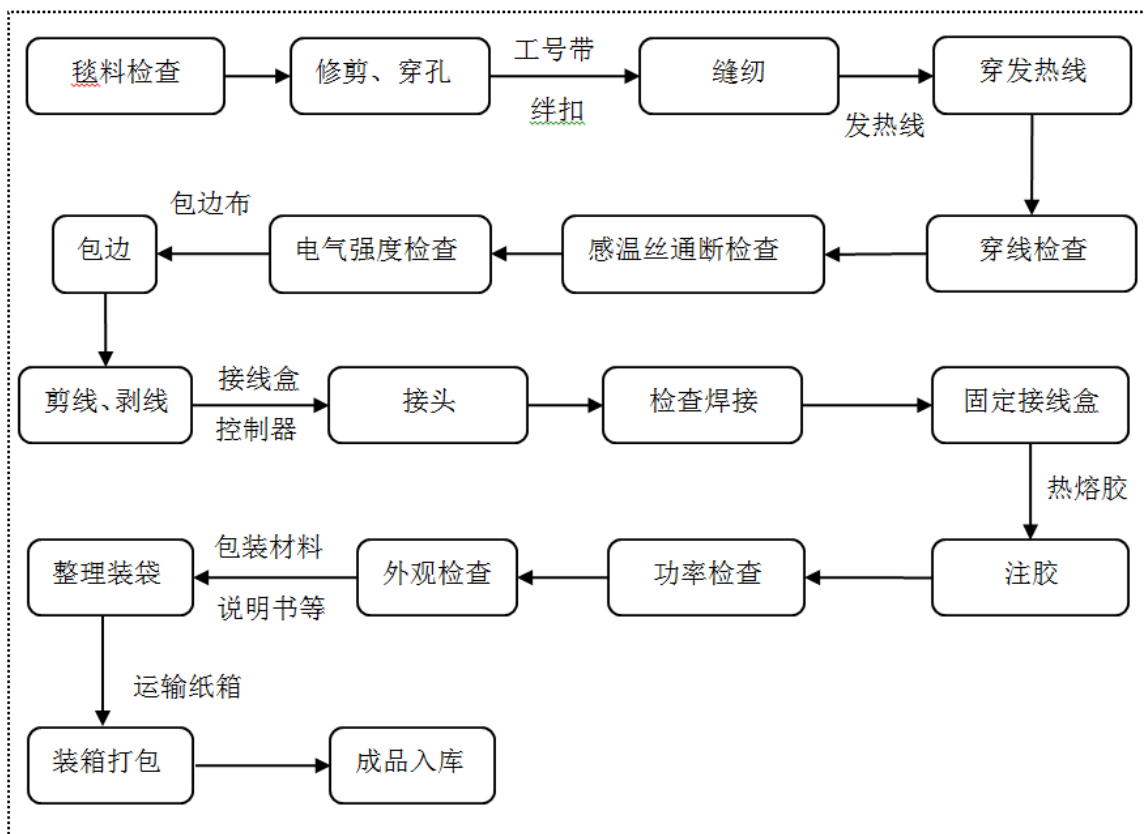 毯料检查
修剪、穿孔
工号带
绊扣
缝纫
发热线
穿发热线
穿线检查
感温丝通断检查
电气强度检查
包边布
包边
剪线、剥线
接线盒
控制器
接头
检查焊接
固定接线盒
热熔胶
注胶
功率检查
外观检查
包装材料
说明书等
整理装袋
运输纸箱
装箱打包
成品入库